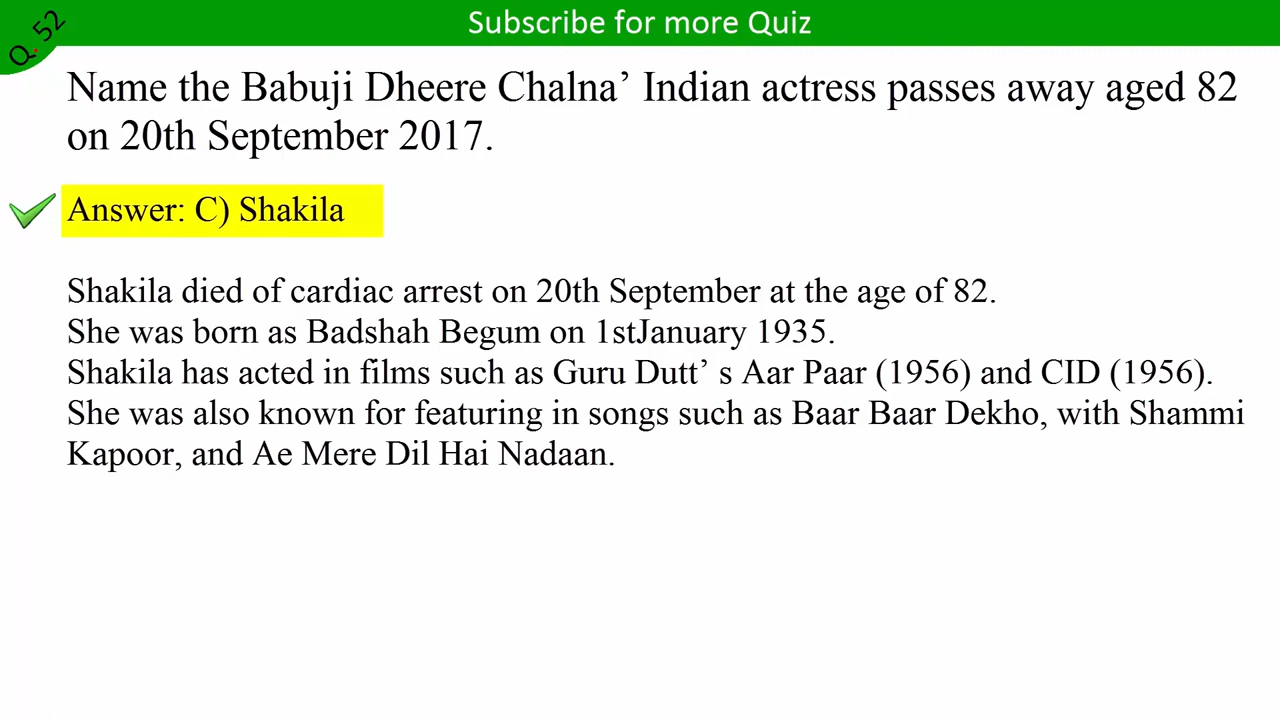 Subscribe for more Quiz
Q. 52
Name the Babuji Dheere Chalna’ Indian actress passes away aged 82
on 20th September 2017.
Answer: C) Shakila
Shakila died of cardiac arrest on 20th September at the age of 82.
She was born as Badshah Begum on 1stJanuary 1935.
Shakila has acted in films such as Guru Dutt’ s Aar Paar (1956) and CID (1956).
She was also known for featuring in songs such as Baar Baar Dekho, with Shammi
Kapoor, and Ae Mere Dil Hai Nadaan.